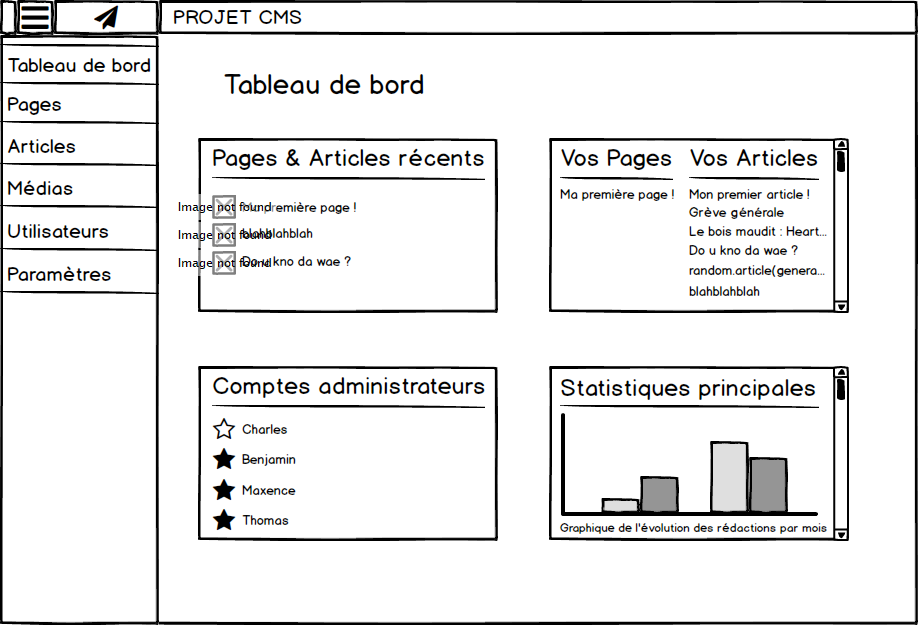 PROJET CMS
Tableau de bord
Pages
Articles
Médias
Utilisateurs
Paramètres
Tableau de bord
Pages & Articles récents
Image not found
première page !
Image not found
blahblahblah
Image not found
Do u kno da wae ?
Vos Pages
Ma première page !
Vos Articles
Mon premier article !
Grève générale
Le bois maudit : Heart...
Do u kno da wae ?
random.article(genera...
blahblahblah
Comptes administrateurs
Charles
Benjamin
Maxence
Thomas
Statistiques principales
Graphique de l'évolution des rédactions par mois